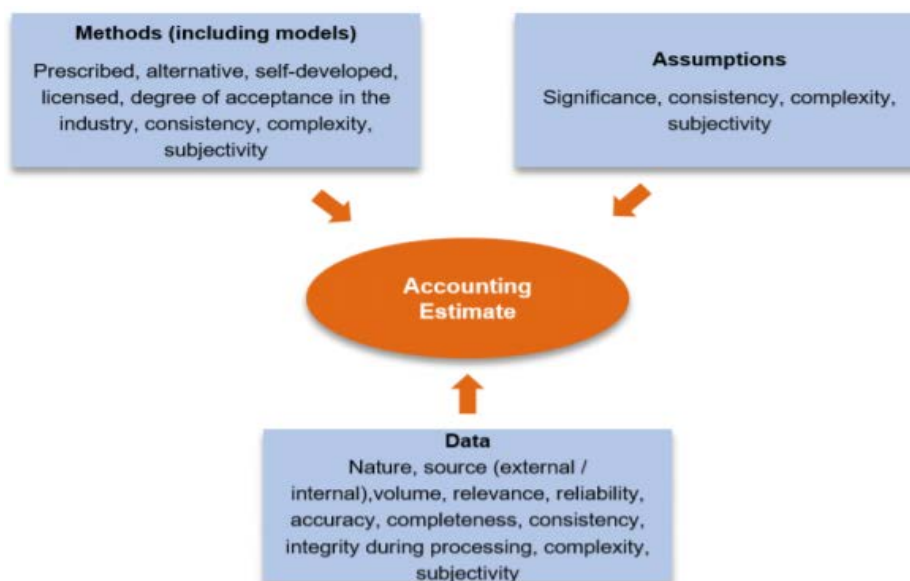 Methods (including models)
Prescribed, alternative, self-developed,
licensed, degree of acceptance in the
industry, consistency, complexity,
subjectivity
Assumptions
Significance, consistency, complexity,
subjectivity
Accounting
Estimate
Data
Nature, source (external /
internal),volume, relevance, reliability,
accuracy, completeness, consistency,
integrity during processing, complexity,
subjectivity